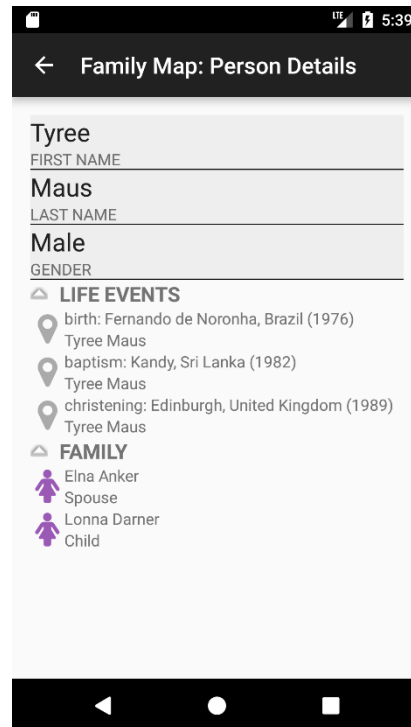 LTE 5:39
Family Map: Person Details
Tyree
FIRST NAME
Maus
LAST NAME
Male
GENDER
LIFE EVENTS
birth: Fernando de Noronha, Brazil (1976)
Tyree Maus
baptism: Kandy, Sri Lanka (1982)
Tyree Maus
christening: Edinburgh, United Kingdom (1989)
Tyree Maus
FAMILY
Elna Anker
Spouse
Lonna Darner
Child